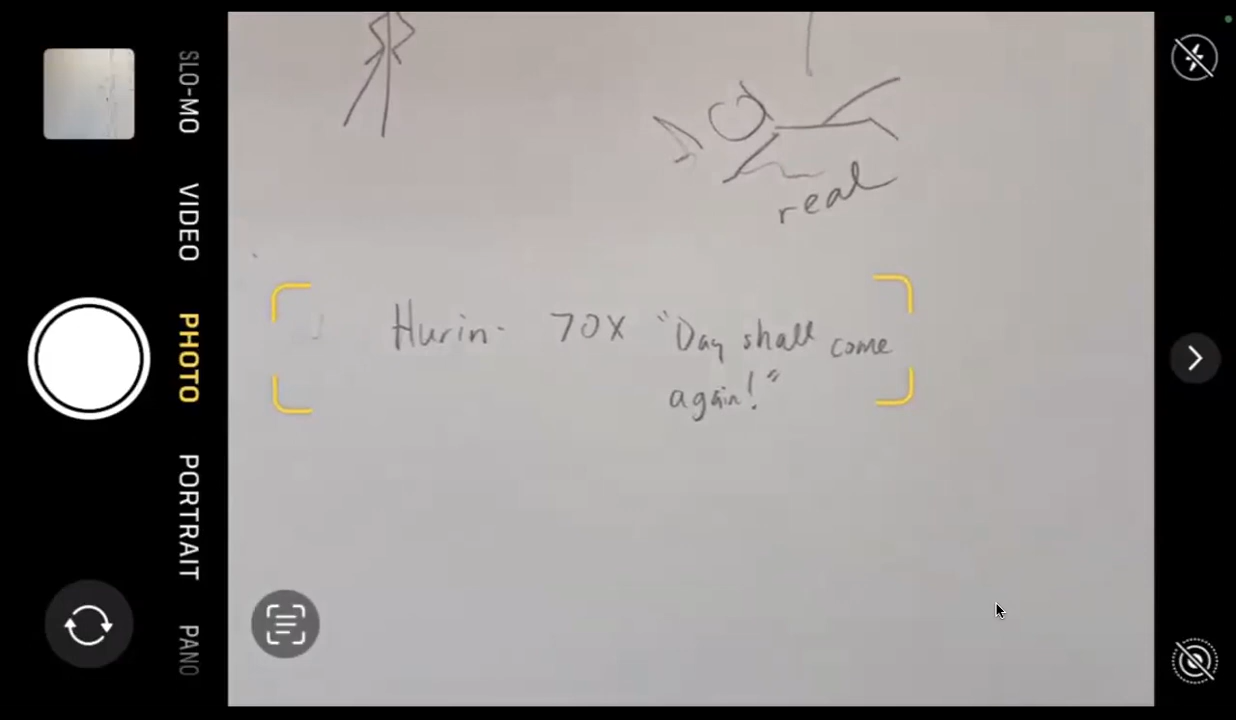 SLO-MO
VIDEO
PHOTO
PORTRAIT
PANO
real
Hurin- 70X "Day shall come
again!"